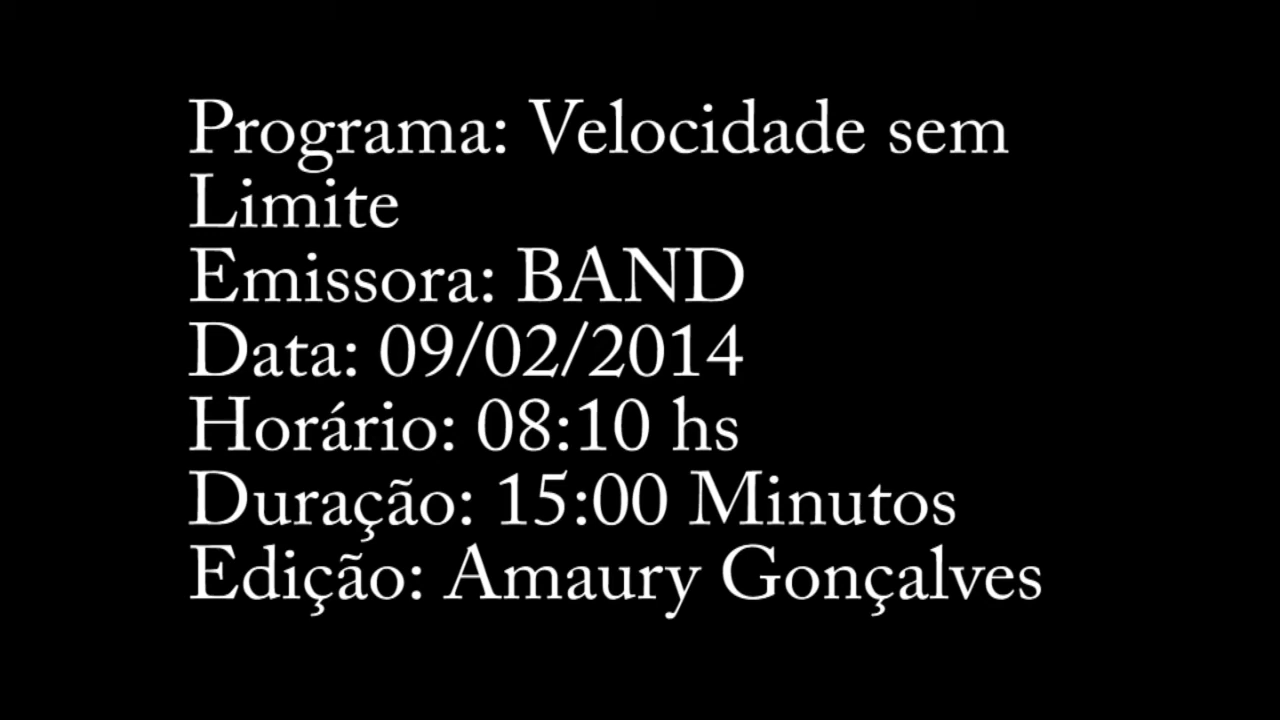 Programa: Velocidade sem
Limite
Emissora: BAND
Data: 09/02/2014
Horário: 08:10 hs
Duração: 15:00 Minutos
Edição: Amaury Gonçalves